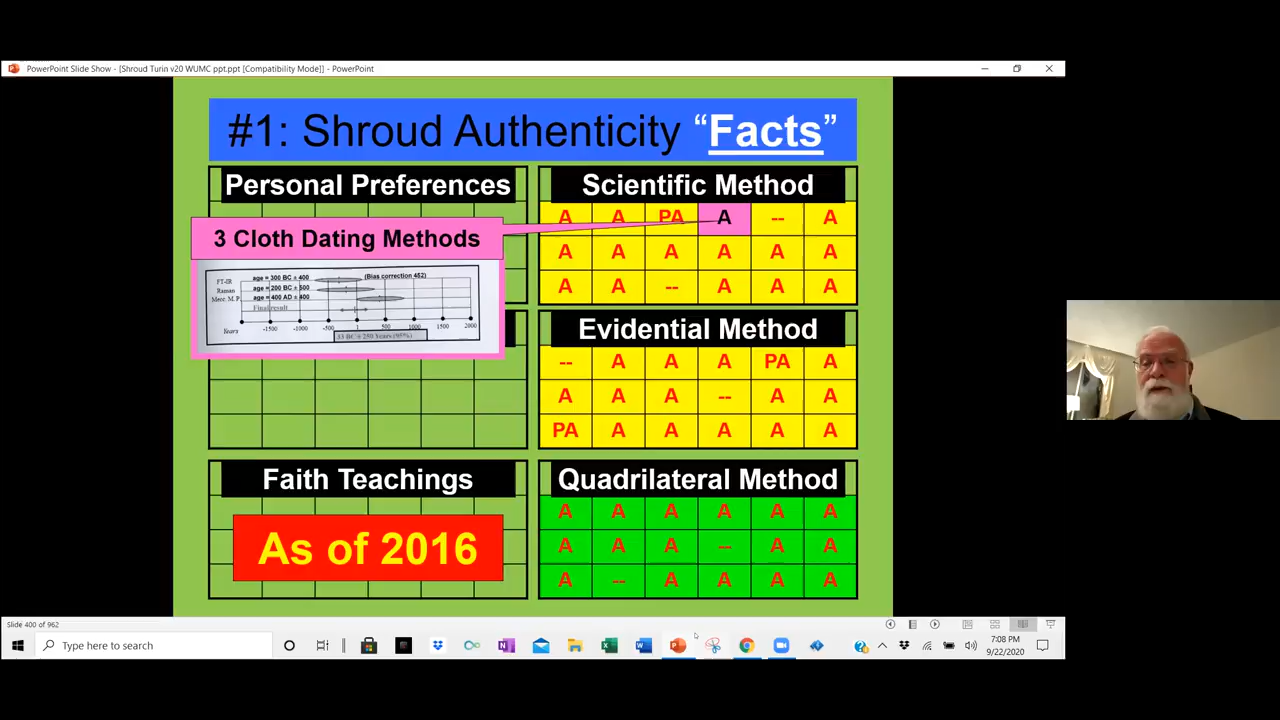 PowerPoint Slide Show - [Shroud Turin v20 WUMC ppt.ppt [Compatibility Mode]] - PowerPoint
#1: Shroud Authenticity “Facts”
Personal Preferences
3 Cloth Dating Methods
FT-IR age = 300 BC ± 400 (Bias correction 452)
Raman age = 200 BC ± 500
Mecc. M. P. age = 400 AD ± 400
Final result
Years -1500 -1000 -500 1 500 1000 1500 2000
33 BC ± 250 Years (95%)
Scientific Method
A A PA A -- A
A A A A A A
A A -- A A A
Evidential Method
-- A A A PA A
A A A -- A A
PA A A A A A
Faith Teachings
As of 2016
Quadrilateral Method
A A A A A A
A A A -- A A
A -- A A A A
Slide 400 of 962
Type here to search
7:08 PM
9/22/2020